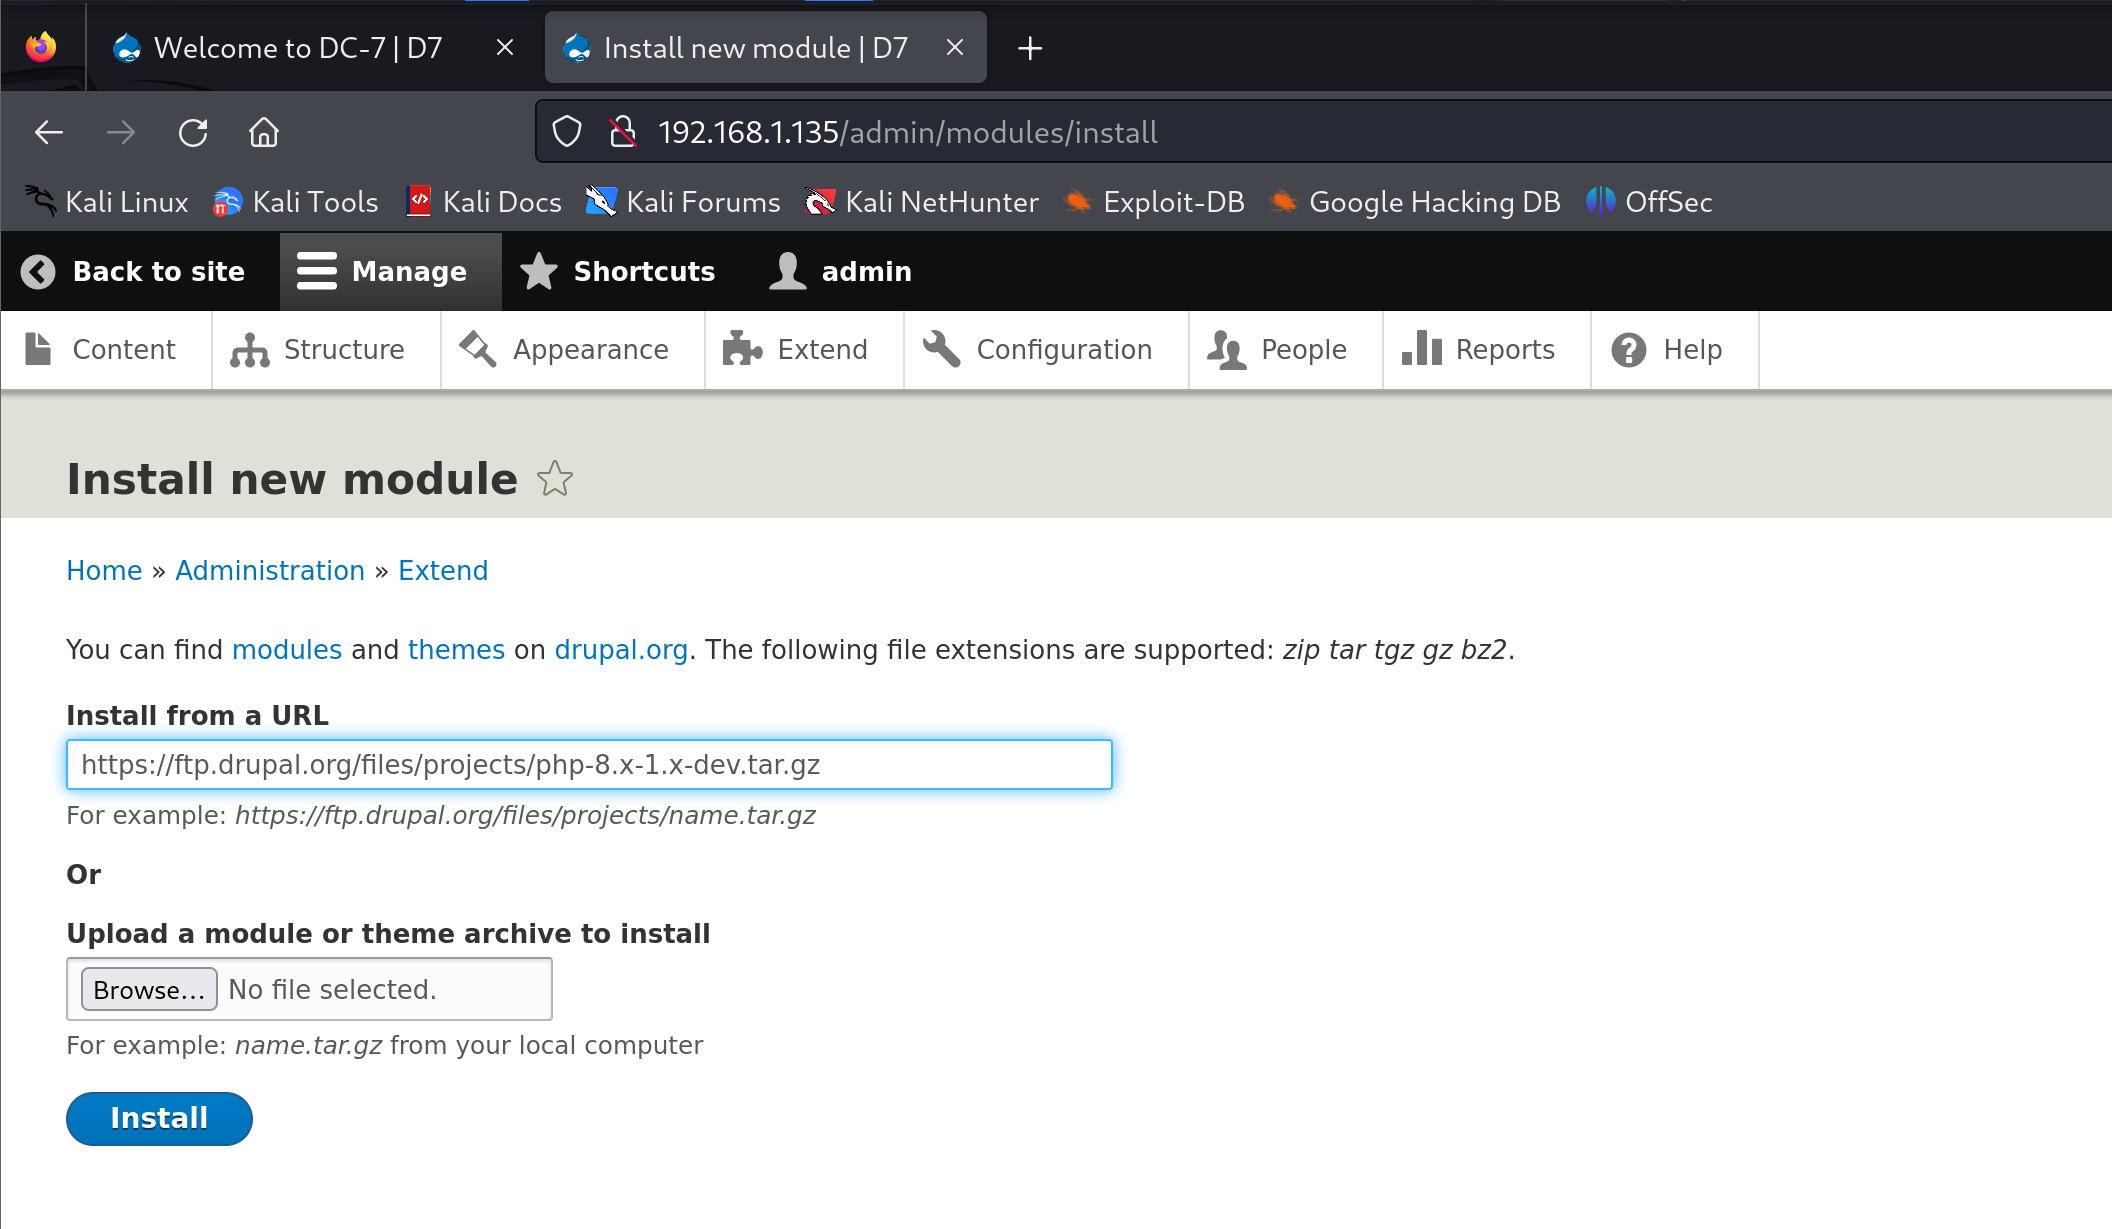 Welcome to DC-7 | D7
Install new module | D7
192.168.1.135/admin/modules/install
Kali Linux Kali Tools Kali Docs Kali Forums Kali NetHunter Exploit-DB Google Hacking DB OffSec
Back to site Manage Shortcuts admin
Content Structure Appearance Extend Configuration People Reports Help
Install new module
Home » Administration » Extend
You can find modules and themes on drupal.org. The following file extensions are supported: zip tar tgz gz bz2.
Install from a URL
https://ftp.drupal.org/files/projects/php-8.x-1.x-dev.tar.gz
For example: https://ftp.drupal.org/files/projects/name.tar.gz
Or
Upload a module or theme archive to install
Browse... No file selected.
For example: name.tar.gz from your local computer
Install